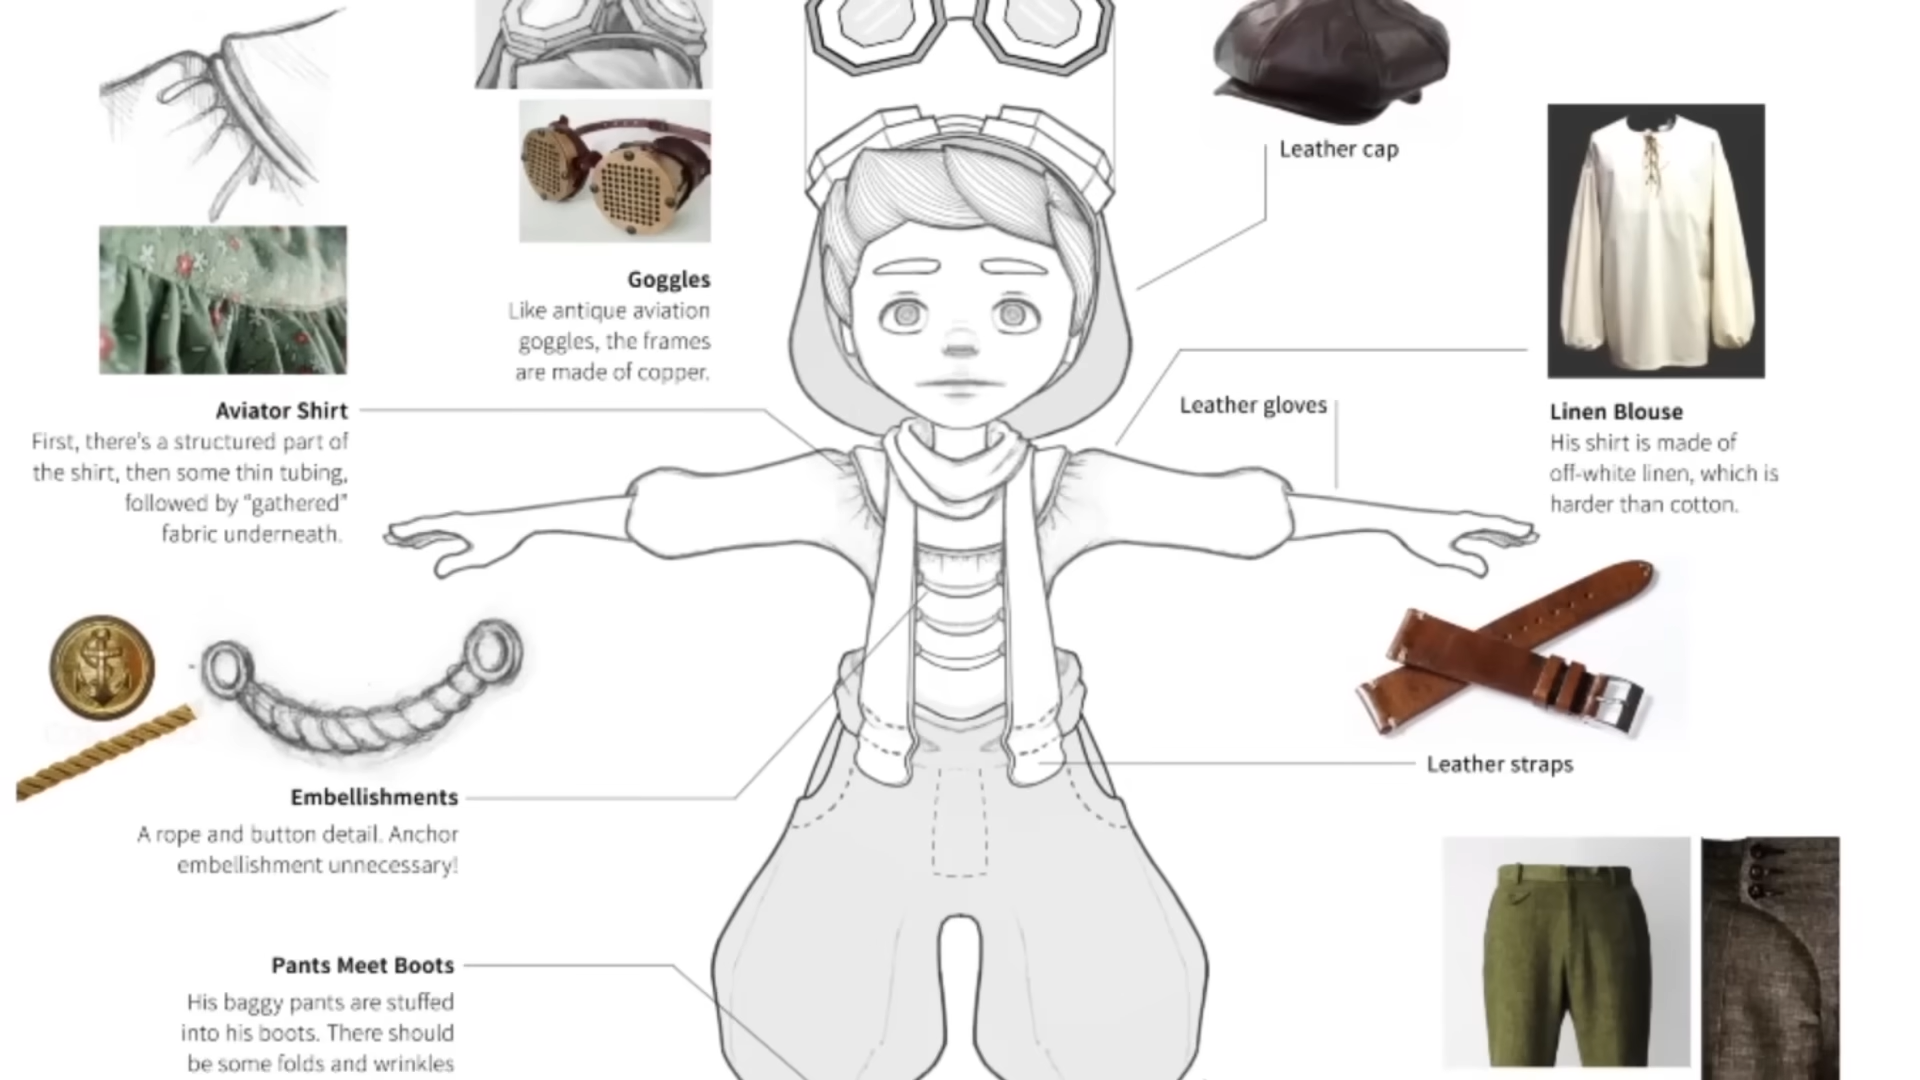 Leather cap
Goggles
Like antique aviation
goggles, the frames
are made of copper.
Aviator Shirt
First, there's a structured part of
the shirt, then some thin tubing,
followed by "gathered"
fabric underneath.
Leather gloves
Linen Blouse
His shirt is made of
off-white linen, which is
harder than cotton.
Leather straps
Embellishments
A rope and button detail. Anchor
embellishment unnecessary!
Pants Meet Boots
His baggy pants are stuffed
into his boots. There should
be some folds and wrinkles